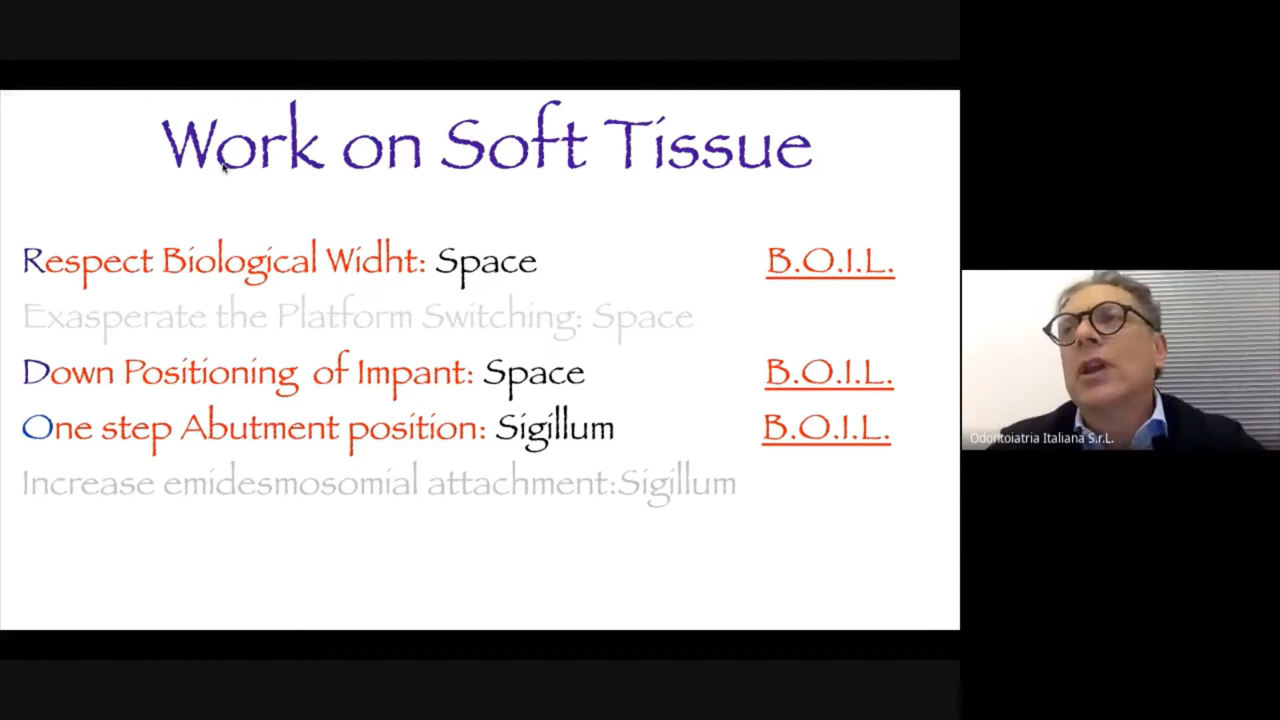 Work on Soft Tissue
Respect Biological Widht: Space B.O.I.L.
Exasperate the Platform Switching: Space
Down Positioning of Impant: Space B.O.I.L.
One step Abutment position: Sigillum B.O.I.L.
Increase emidesmosomial attachment:Sigillum
Odontoiatria Italiana S.r.L.